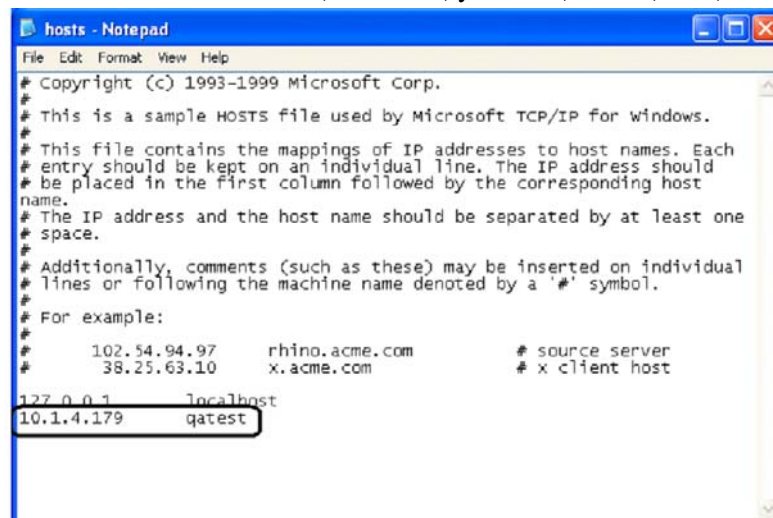 hosts - Notepad
File Edit Format View Help
# Copyright (c) 1993-1999 Microsoft Corp.
#
# This is a sample HOSTS file used by Microsoft TCP/IP for Windows.
#
# This file contains the mappings of IP addresses to host names. Each
# entry should be kept on an individual line. The IP address should
# be placed in the first column followed by the corresponding host
name.
# The IP address and the host name should be separated by at least one
# space.
#
# Additionally, comments (such as these) may be inserted on individual
# lines or following the machine name denoted by a '#' symbol.
#
# For example:
#
# 102.54.94.97 rhino.acme.com # source server
# 38.25.63.10 x.acme.com # x client host
127.0.0.1 localhost
10.1.4.179 qatest